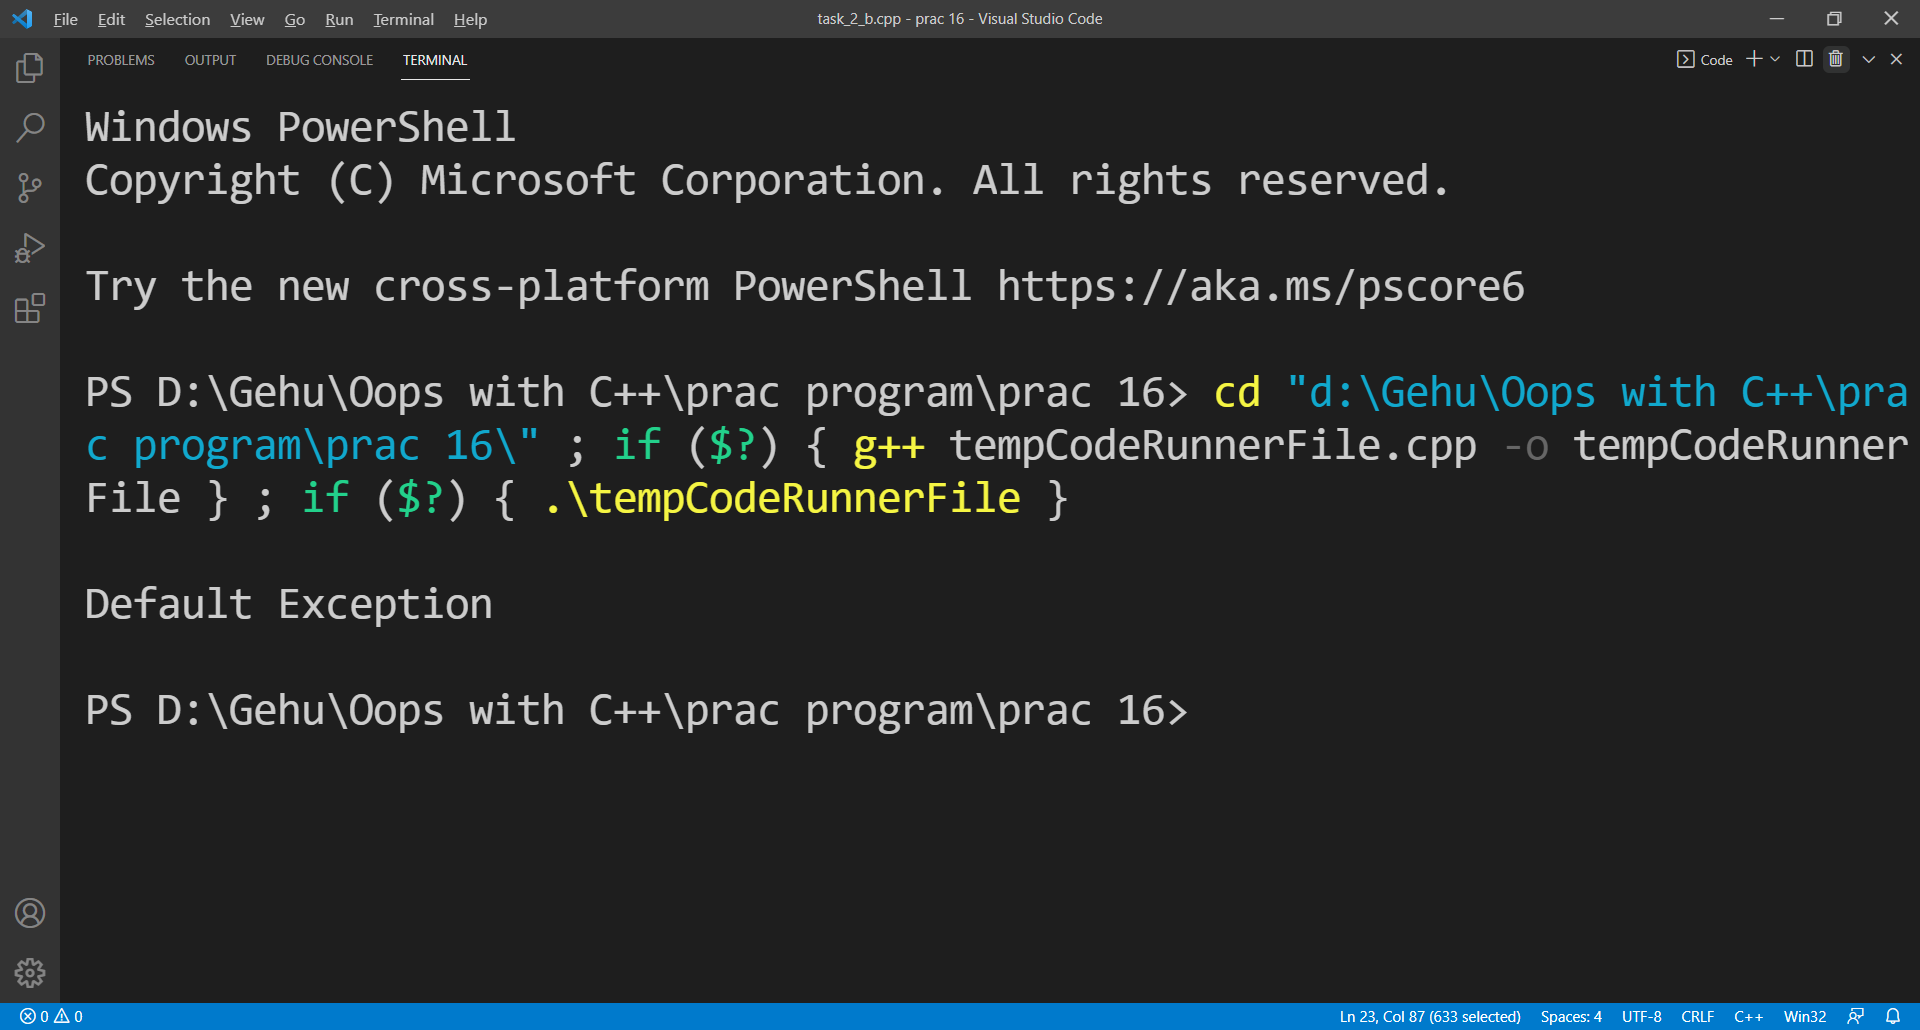 File Edit Selection View Go Run Terminal Help task_2_b.cpp - prac 16 - Visual Studio Code
PROBLEMS OUTPUT DEBUG CONSOLE TERMINAL Code
Windows PowerShell
Copyright (C) Microsoft Corporation. All rights reserved.
Try the new cross-platform PowerShell https://aka.ms/pscore6
PS D:\Gehu\Oops with C++\prac program\prac 16> cd "d:\Gehu\Oops with C++\pra
c program\prac 16\" ; if ($?) { g++ tempCodeRunnerFile.cpp -o tempCodeRunner
File } ; if ($?) { .\tempCodeRunnerFile }
Default Exception
PS D:\Gehu\Oops with C++\prac program\prac 16>
0 0 Ln 23, Col 87 (633 selected) Spaces: 4 UTF-8 CRLF C++ Win32